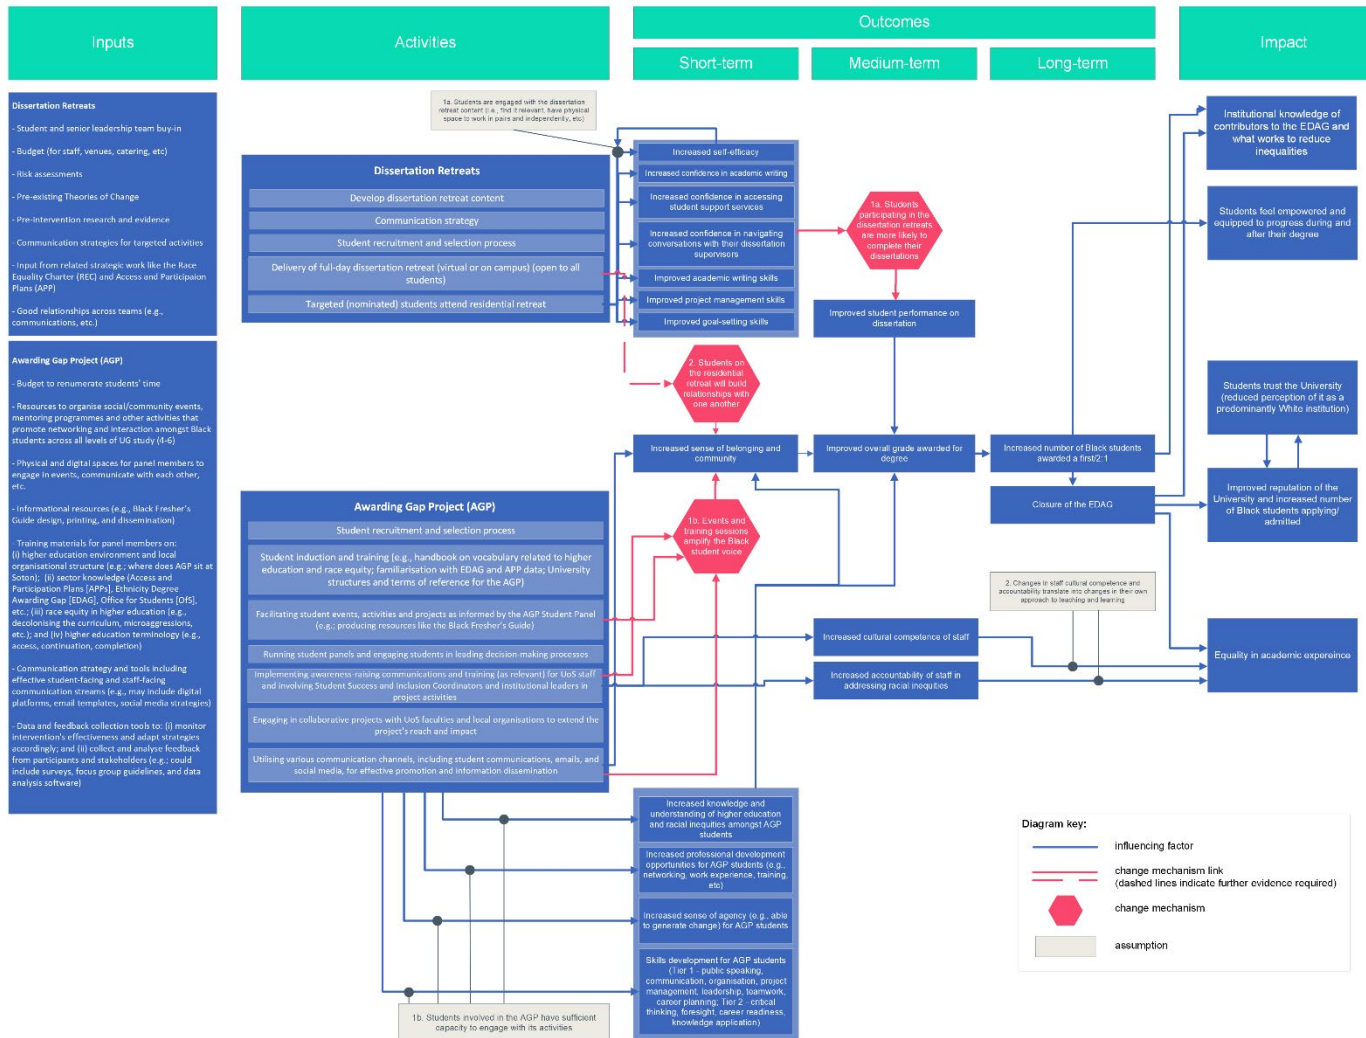 Inputs
Activities
Outcomes
Short-term
Medium-term
Long-term
Impact
Dissertation Retreats
- Student and senior leadership team buy-in
- Budget (for staff, venues, catering, etc)
- Risk assessments
- Pre-existing Theories of Change
- Pre-Intervention research and evidence
- Communication strategies for targeted activities
- Input from related strategic work like the Race
Equality Charter (REC) and Access and Participaion
Plans (APP)
- Good relationships across teams (e.g.,
communications, etc.)
Awarding Gap Project (AGP)
- Budget to renumerate students' time
- Resources to organise social/community events,
mentoring programmes and other activities that
promote networking and interaction amongst Black
students across all levels of UG study (4-6)
- Physical and digital spaces for panel members to
engage in events, communicate with each other,
etc.
- Informational resources (e.g., Black Fresher's
Guide design, printing, and dissemination)
- Training materials for panel members on:
(i) higher education environment and local
organisational structure (e.g.; where does AGP sit at
Soton); (ii) sector knowledge (Access and
Participation Plans [APPs], Ethnicity Degree
Awarding Gap [EDAG], Office for Students [OfS],
etc.; (iii) race equity in higher education (e.g.,
decolonising the curriculum, microaggressions,
etc.); and (iv) higher education terminology (e.g.,
access, continuation, completion)
- Communication strategy and tools including
effective student-facing and staff-facing
communication streams (e.g., may include digital
platforms, email templates, social media strategies)
- Data and feedback collection tools to: (i) monitor
intervention's effectiveness and adapt strategies
accordingly; and (ii) collect and analyse feedback
from participants and stakeholders (e.g.; could
include surveys, focus group guidelines, and data
analysis software)
1a. Students are engaged with the dissertation
retreat content (i.e., find it relevant, have physical
space to work in pairs and independently, etc)
Dissertation Retreats
Develop dissertation retreat content
Communication strategy
Student recruitment and selection process
Delivery of full-day dissertation retreat (virtual or on campus) (open to all
students)
Targeted (nominated) students attend residential retreat
Awarding Gap Project (AGP)
Student recruitment and selection process
Student induction and training (e.g., handbook on vocabulary related to higher
education and race equity; familiarisation with EDAG and APP data; University
structures and terms of reference for the AGP)
Facilitating student events, activities and projects as informed by the AGP Student Panel
(e.g.; producing resources like the Black Fresher's Guide)
Running student panels and engaging students in leading decision-making processes
Implementing awareness-raising communications and training (as relevant) for UoS staff
and involving Student Success and Inclusion Coordinators and institutional leaders in
project activities
Engaging in collaborative projects with UoS faculties and local organisations to extend the
project's reach and impact
Utilising various communication channels, including student communications, emails, and
social media, for effective promotion and information dissemination
1b. Students involved in the AGP have sufficient
capacity to engage with its activities
Increased self-efficacy
Increased confidence in academic writing
Increased confidence in accessing
student support services
Increased confidence in navigating
conversations with their dissertation
supervisors
Improved academic writing skills
Improved project management skills
Improved goal-setting skills
2. Students on
the residential
retreat will build
relationships with
one another
Increased sense of belonging and
community
1b. Events and
training sessions
amplify the Black
student voice
Increased knowledge and
understanding of higher education
and racial inequities amongst AGP
students
Increased professional development
opportunities for AGP students (e.g.,
networking, work experience, training,
etc)
Increased sense of agency (e.g., able
to generate change) for AGP students
Skills development for AGP students
(Tier 1 - public speaking,
communication, organisation, project
management, leadership, teamwork,
career planning; Tier 2 - critical
thinking, foresight, career readiness,
knowledge application)
1a. Students
participating in the
dissertation retreats
are more likely to
complete their
dissertations
Improved student performance on
dissertation
Improved overall grade awarded for
degree
Increased cultural competence of staff
Increased accountability of staff in
addressing racial inequities
Increased number of Black students
awarded a first/2:1
Closure of the EDAG
2. Changes in staff cultural competence and
accountability translate into changes in their own
approach to teaching and learning
Institutional knowledge of
contributors to the EDAG and
what works to reduce
inequalities
Students feel empowered and
equipped to progress during and
after their degree
Students trust the University
(reduced perception of it as a
predominantly White institution)
Improved reputation of the
University and increased number
of Black students applying/
admitted
Equality in academic expereince
Diagram key:
influencing factor
change mechanism link
(dashed lines indicate further evidence required)
change mechanism
assumption